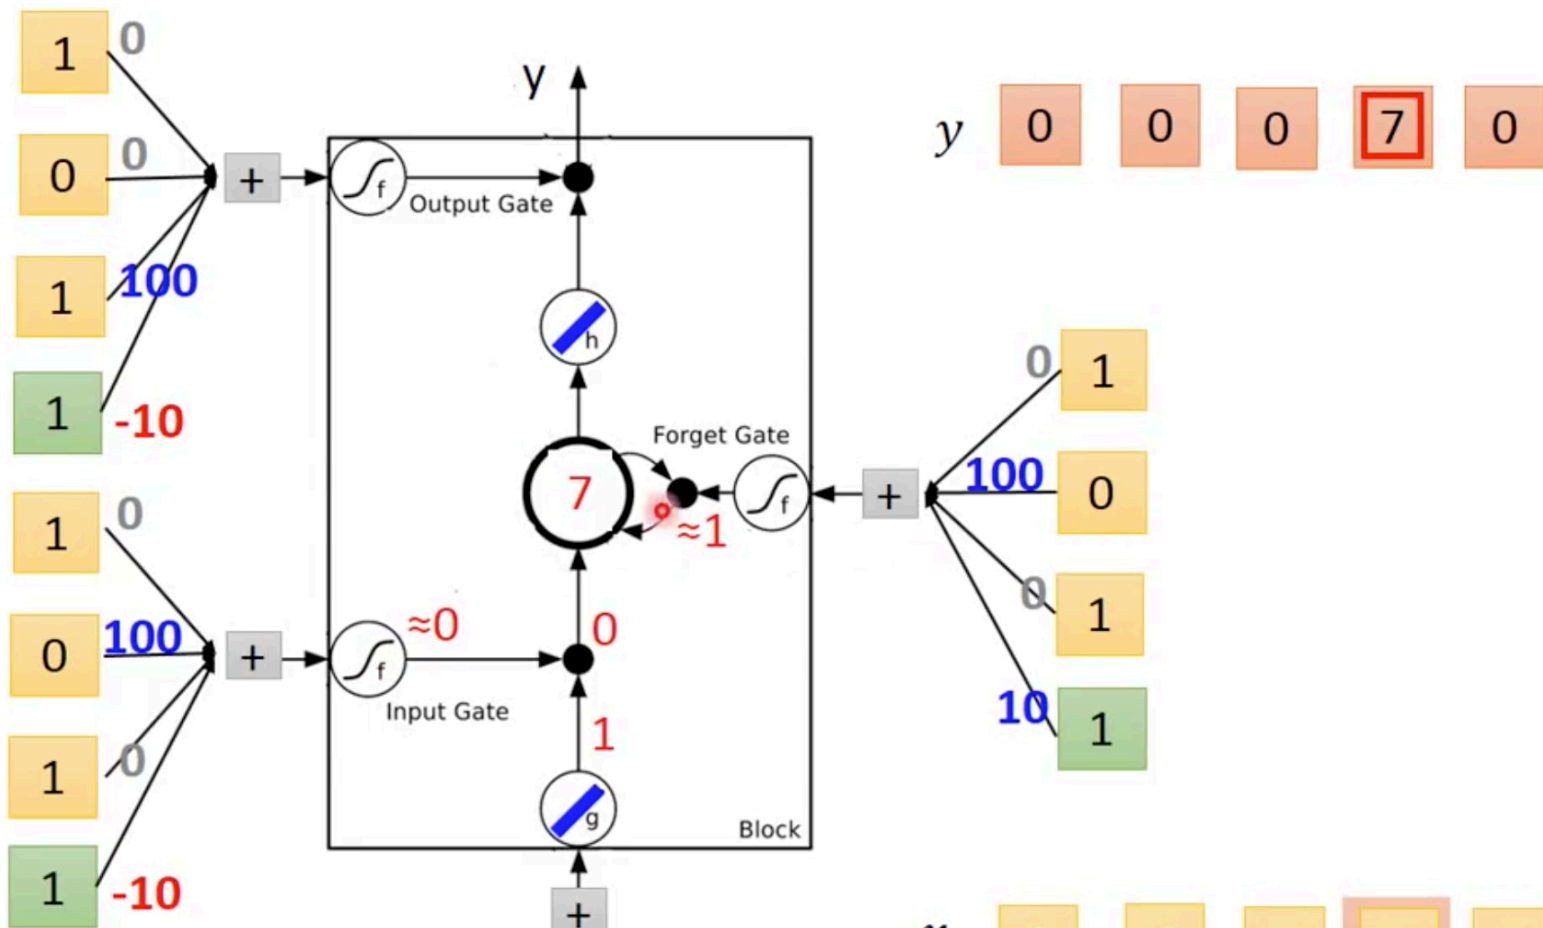 1 0
0 0
1 100
1 -10
+
f
Output Gate
y
h
7
Forget Gate
f
≈1
+
1 0
0 100
1 0
1 -10
+
f
≈0
Input Gate
0
1
g
Block
+
y 0 0 0 7 0
0 1
100 0
0 1
10 1